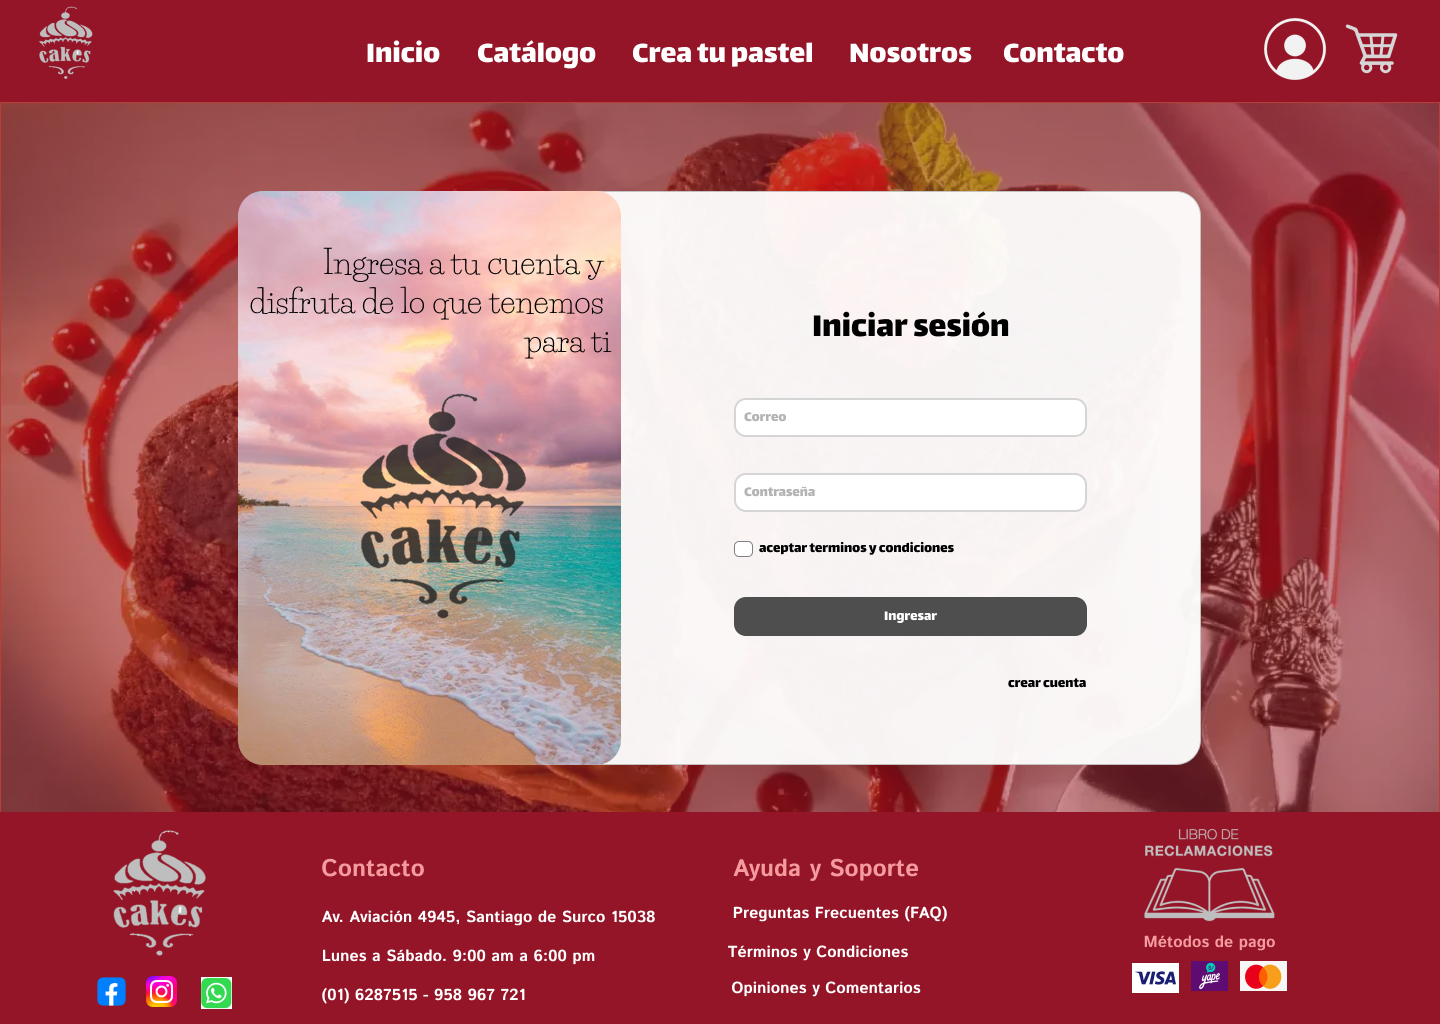 cakes
Inicio Catálogo Crea tu pastel Nosotros Contacto
Ingresa a tu cuenta y
disfruta de lo que tenemos
para ti
cakes
Iniciar sesión
Correo
Contraseña
aceptar terminos y condiciones
Ingresar
crear cuenta
cakes
Contacto
Av. Aviación 4945, Santiago de Surco 15038
Lunes a Sábado. 9:00 am a 6:00 pm
(01) 6287515 - 958 967 721
Ayuda y Soporte
Preguntas Frecuentes (FAQ)
Términos y Condiciones
Opiniones y Comentarios
LIBRO DE
RECLAMACIONES
Métodos de pago
VISA
yape